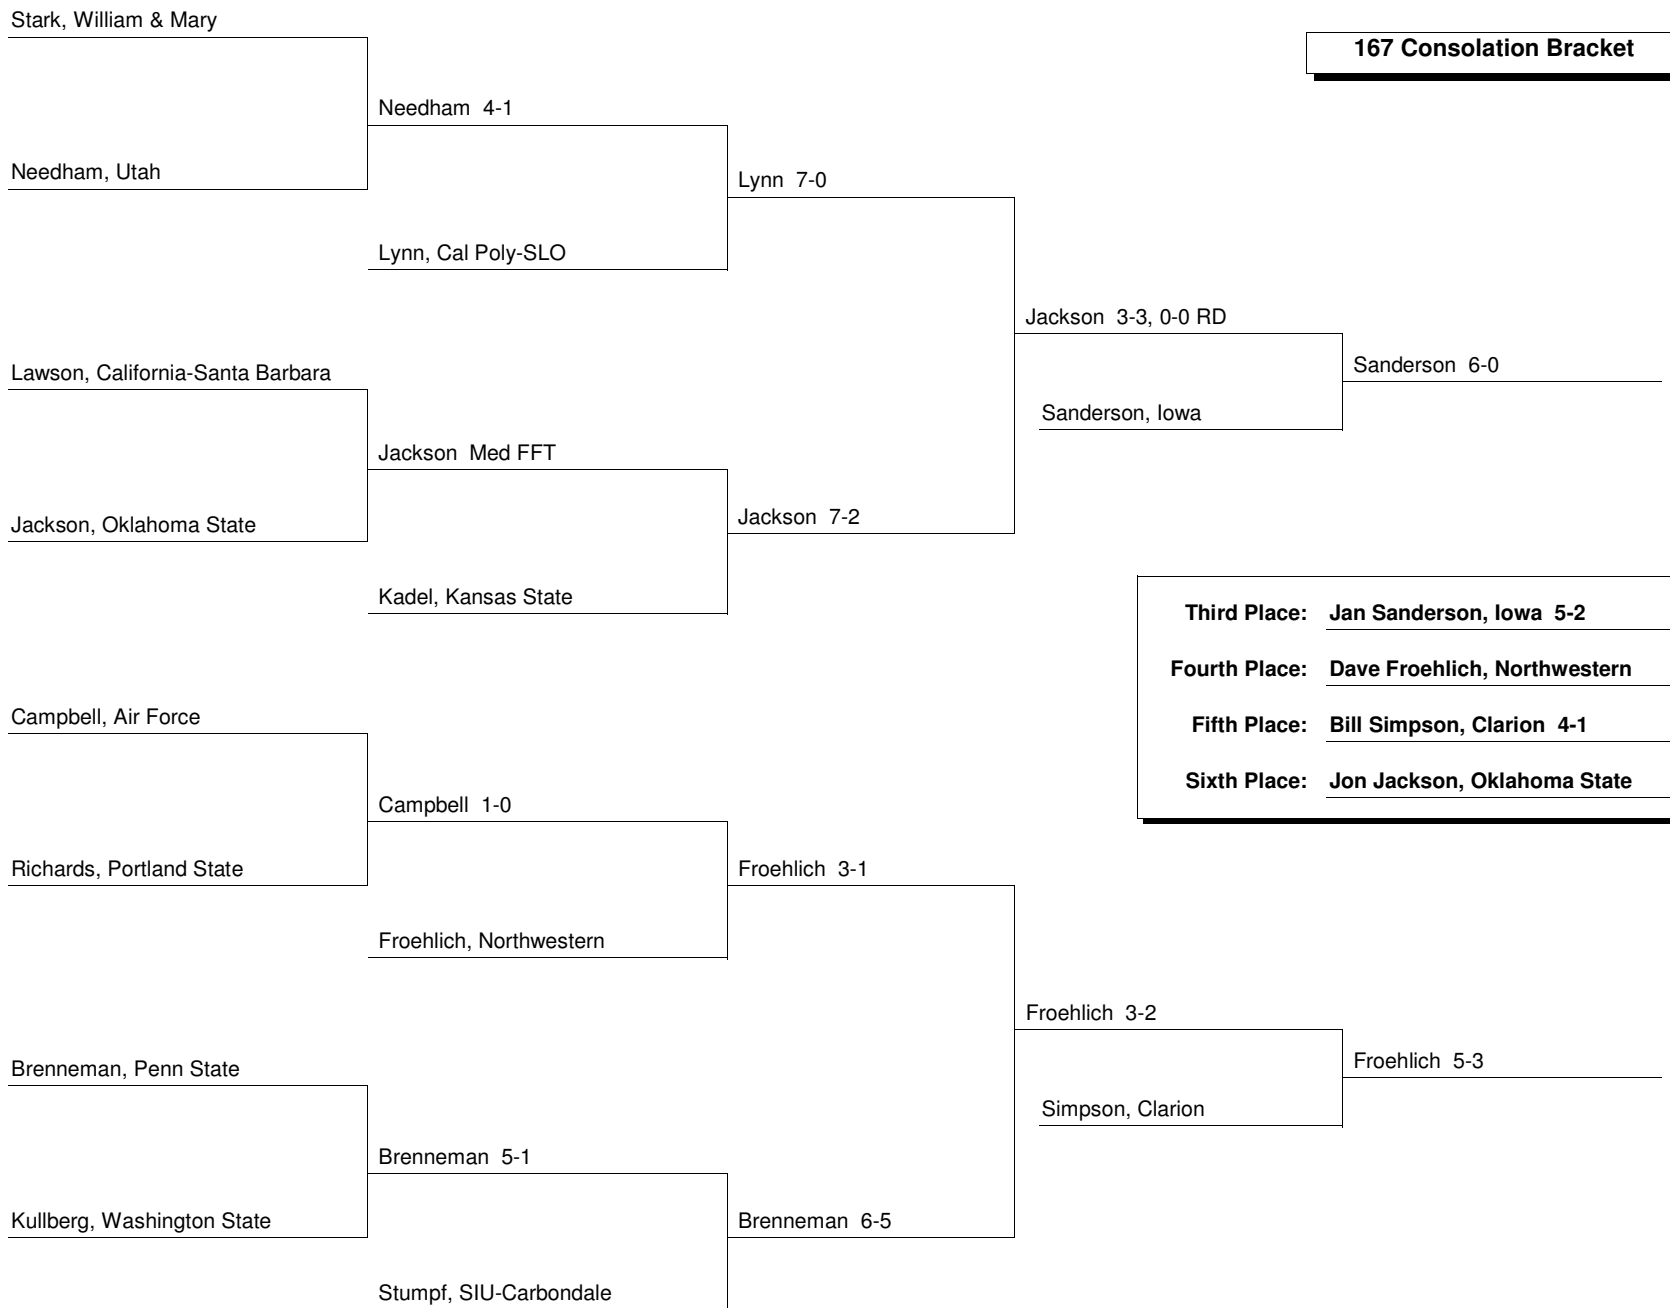 Stark, William & Mary
167 Consolation Bracket
Needham 4-1
Needham, Utah
Lynn 7-0
Lynn, Cal Poly-SLO
Jackson 3-3, 0-0 RD
Lawson, California-Santa Barbara
Sanderson 6-0
Sanderson, Iowa
Jackson Med FFT
Jackson, Oklahoma State
Jackson 7-2
Kadel, Kansas State
Third Place: Jan Sanderson, Iowa 5-2
Fourth Place: Dave Froehlich, Northwestern
Fifth Place: Bill Simpson, Clarion 4-1
Sixth Place: Jon Jackson, Oklahoma State
Campbell, Air Force
Campbell 1-0
Richards, Portland State
Froehlich 3-1
Froehlich, Northwestern
Froehlich 3-2
Brenneman, Penn State
Froehlich 5-3
Simpson, Clarion
Brenneman 5-1
Kullberg, Washington State
Brenneman 6-5
Stumpf, SIU-Carbondale